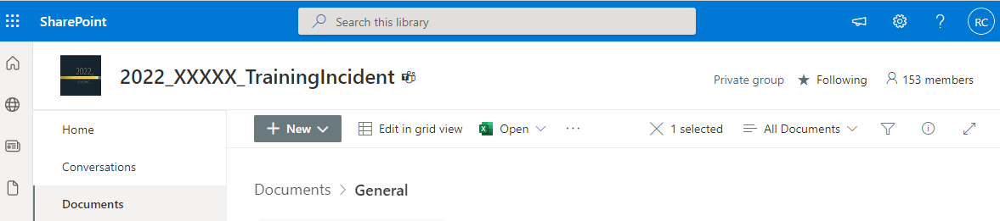 SharePoint
Search this library
RC
2022
2022_XXXXX_TrainingIncident
Private group
Following
153 members
Home
Conversations
Documents
New
Edit in grid view
Open
1 selected
All Documents
Documents > General